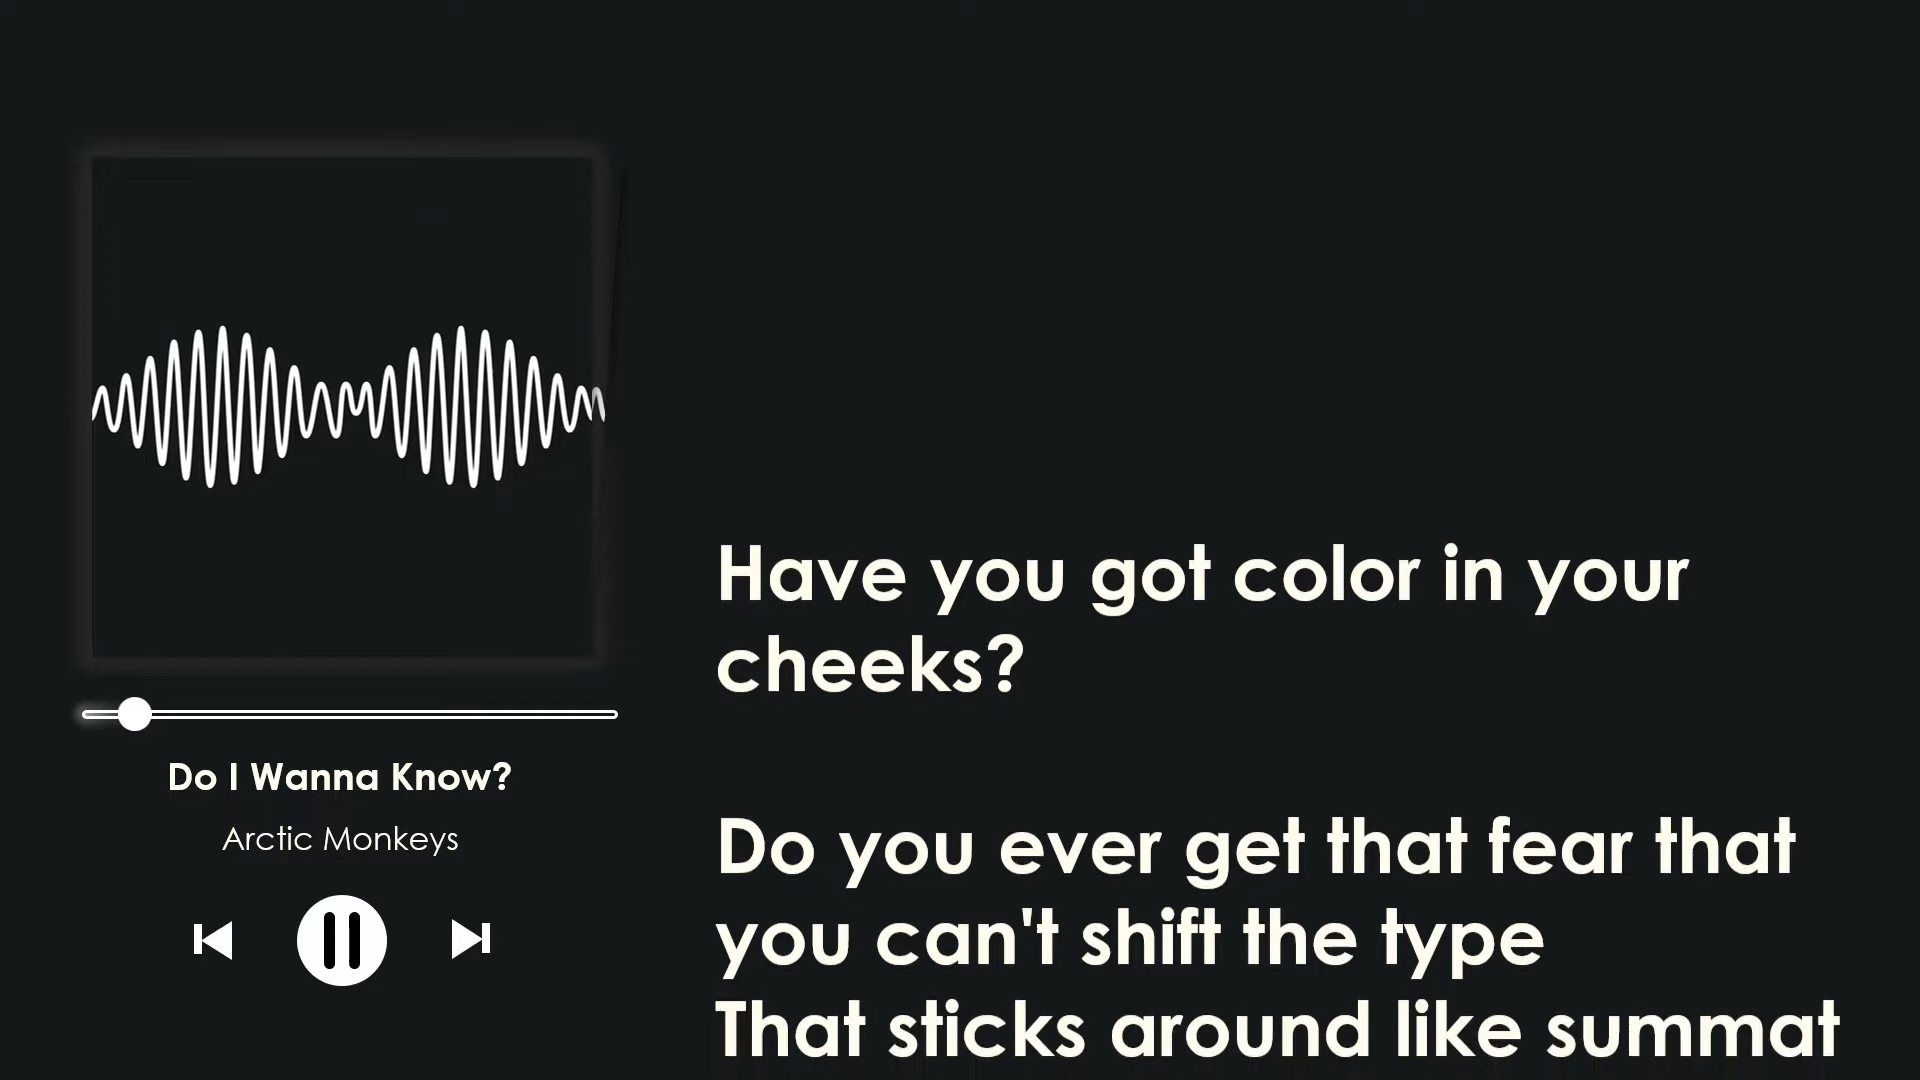 Have you got color in your
cheeks?
Do you ever get that fear that
you can't shift the type
That sticks around like summat
Do I Wanna Know?
Arctic Monkeys